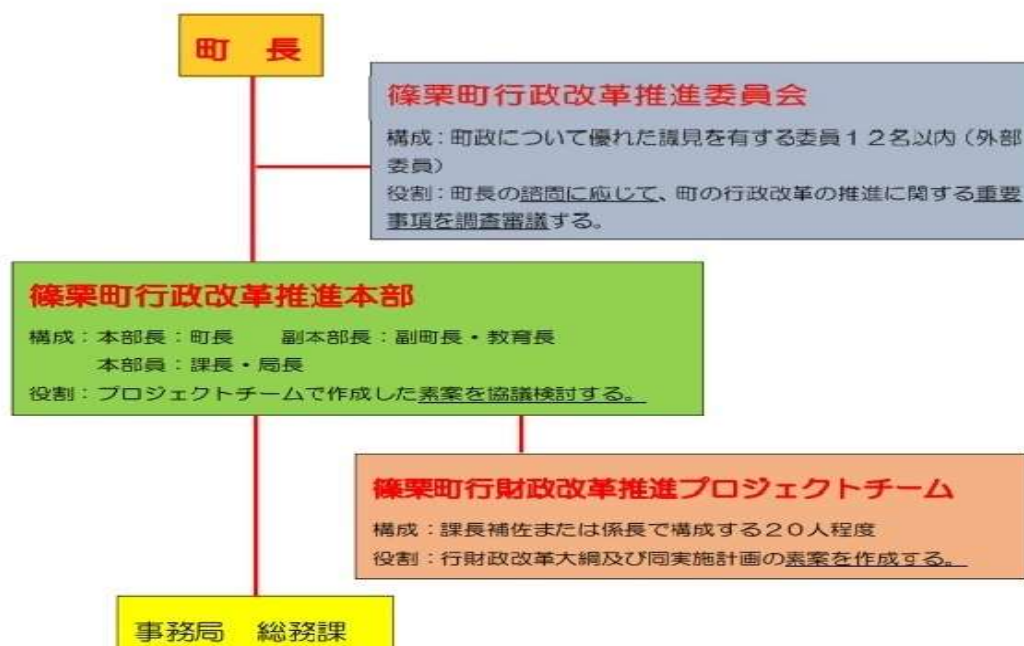 町　長
篠栗町行政改革推進委員会
構成：町政について優れた識見を有する委員１２名以内（外部
委員）
役割：町長の諮問に応じて、町の行政改革の推進に関する重要
事項を調査審議する。
篠栗町行政改革推進本部
構成：本部長：町長　　副本部長：副町長・教育長
本部員：課長・局長
役割：プロジェクトチームで作成した素案を協議検討する。
篠栗町行財政改革推進プロジェクトチーム
構成：課長補佐または係長で構成する２０人程度
役割：行財政改革大綱及び同実施計画の素案を作成する。
事務局　総務課